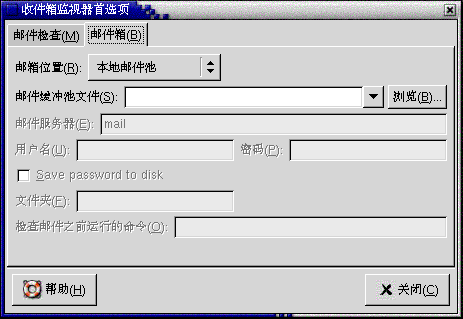 收件箱监视器首选项
邮件检查(M) 邮件箱(B)
邮箱位置(R): 本地邮件池
邮件缓冲池文件(S): 浏览(B)...
邮件服务器(E): mail
用户名(U): 密码(P):
Save password to disk
文件夹(F):
检查邮件之前运行的命令(O):
帮助(H) 关闭(C)